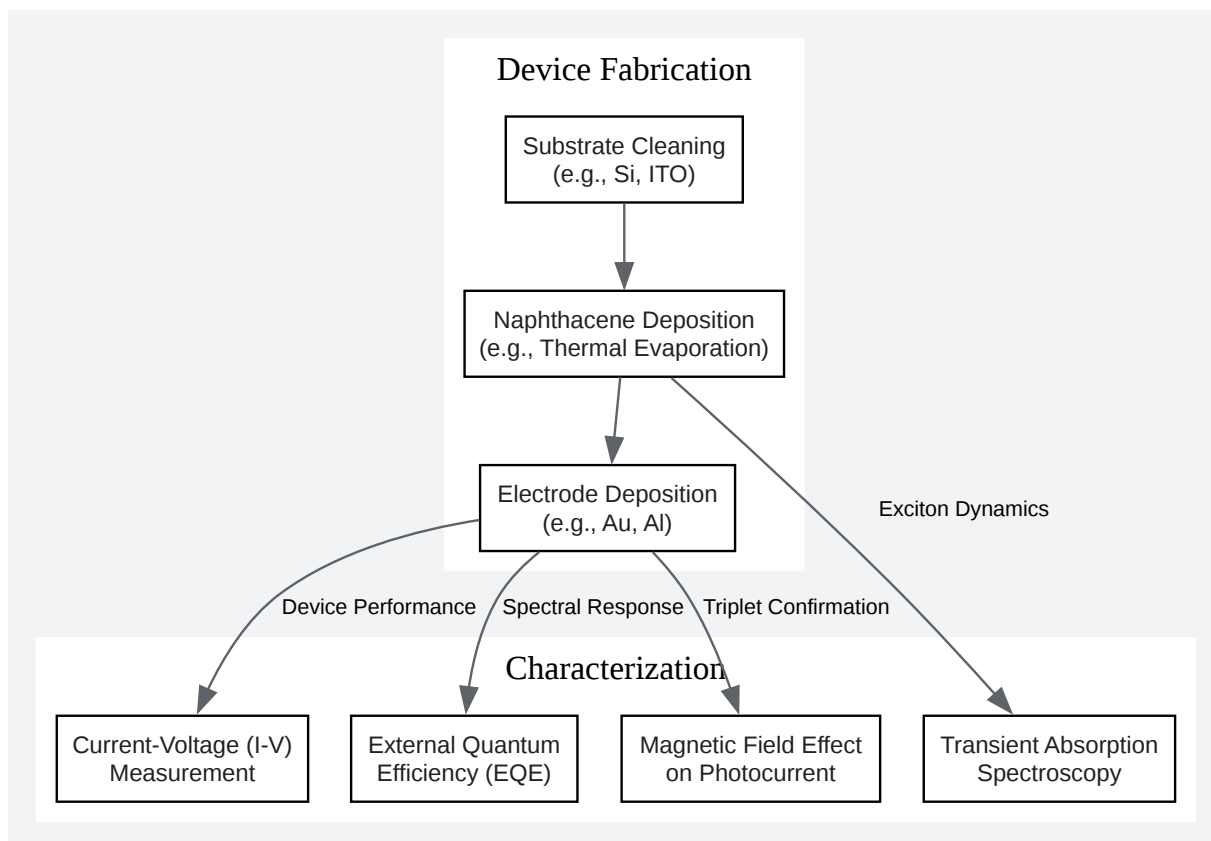 Device Fabrication
Substrate Cleaning
(e.g., Si, ITO)
Naphthacene Deposition
(e.g., Thermal Evaporation)
Electrode Deposition
(e.g., Au, Al)
Exciton Dynamics
Device Performance
Spectral Response
Triplet Confirmation
Characterization
Current-Voltage (I-V)
Measurement
External Quantum
Efficiency (EQE)
Magnetic Field Effect
on Photocurrent
Transient Absorption
Spectroscopy